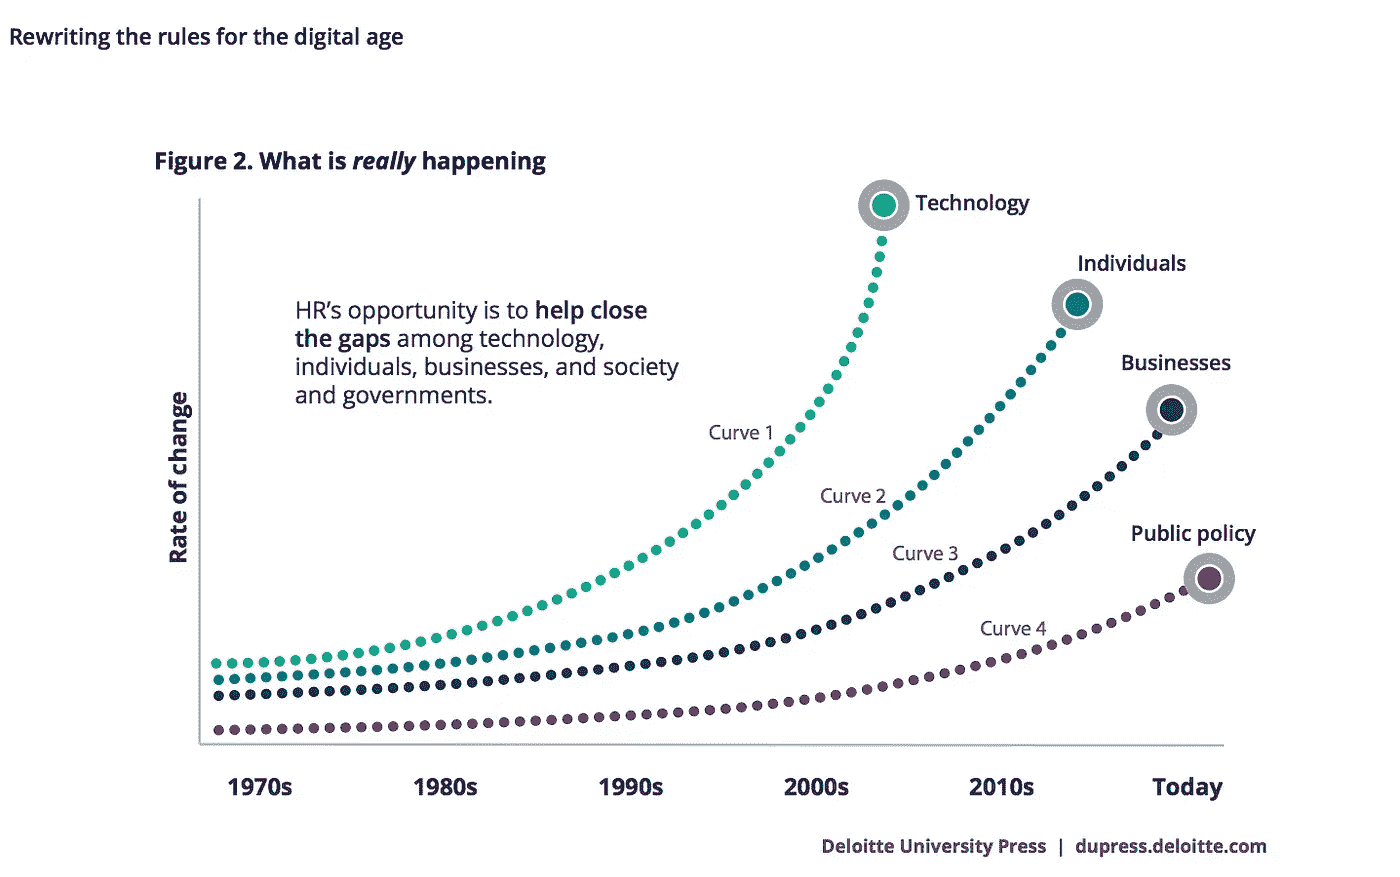 Rewriting the rules for the digital age
Figure 2. What is really happening
Technology
Individuals
HR’s opportunity is to help close
the gaps among technology,
individuals, businesses, and society
and governments.
Businesses
Rate of change
Curve 1
Curve 2
Public policy
Curve 3
Curve 4
1970s 1980s 1990s 2000s 2010s Today
Deloitte University Press | dupress.deloitte.com